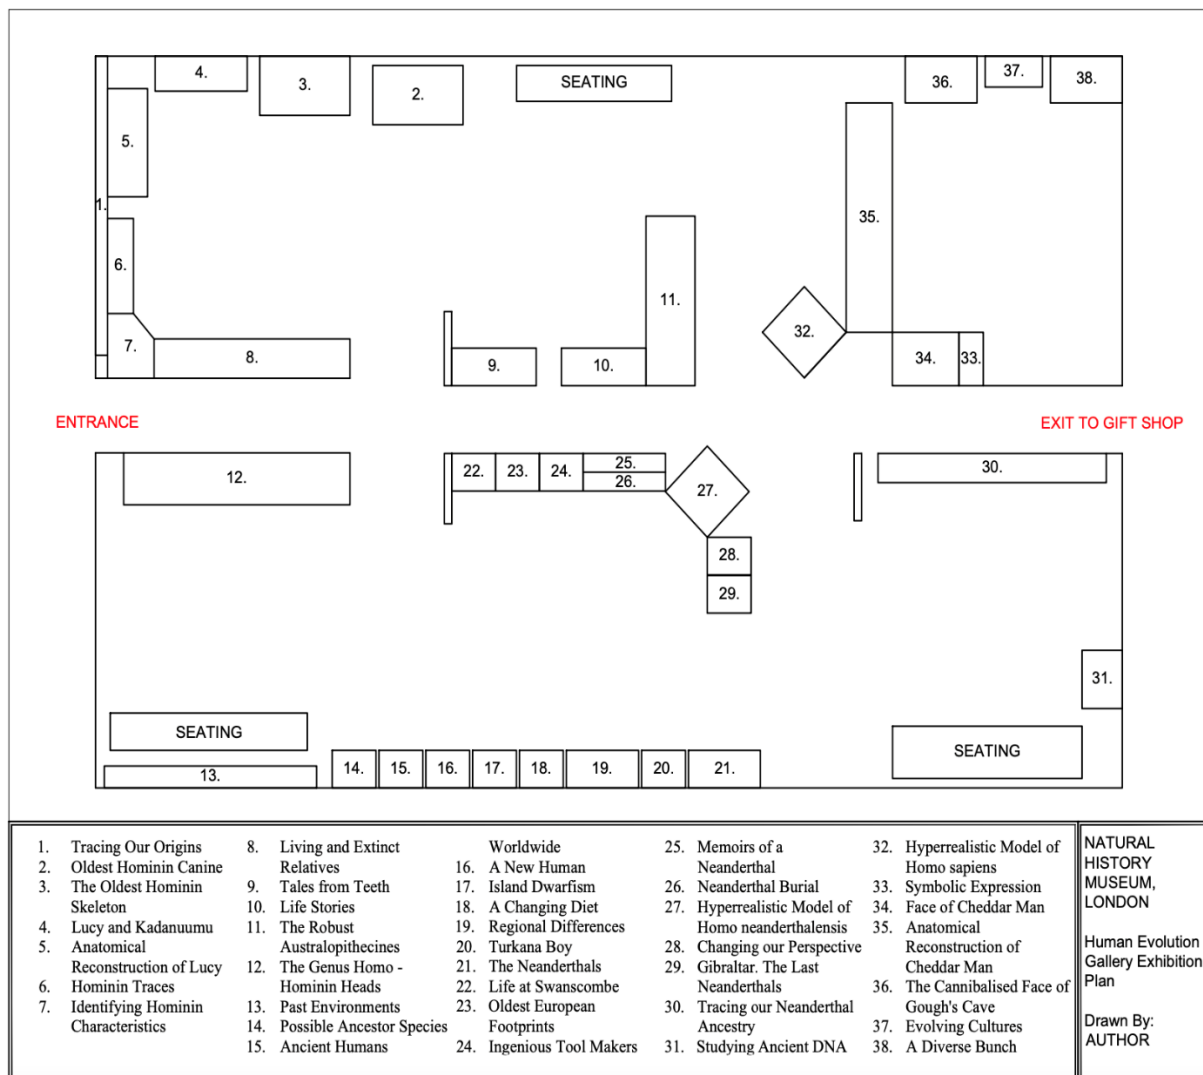 4.
3.
2.
SEATING
36.
37.
38.
5.
1.
35.
6.
11.
32.
7.
8.
9.
10.
34.
33.
ENTRANCE
EXIT TO GIFT SHOP
12.
22.
23.
24.
25.
26.
27.
30.
28.
29.
31.
SEATING
SEATING
13.
14.
15.
16.
17.
18.
19.
20.
21.
1. Tracing Our Origins
2. Oldest Hominin Canine
3. The Oldest Hominin
Skeleton
4. Lucy and Kadanuumu
5. Anatomical
Reconstruction of Lucy
6. Hominin Traces
7. Identifying Hominin
Characteristics
8. Living and Extinct
Relatives
9. Tales from Teeth
10. Life Stories
11. The Robust
Australopithecines
12. The Genus Homo -
Hominin Heads
13. Past Environments
14. Possible Ancestor Species
15. Ancient Humans
Worldwide
16. A New Human
17. Island Dwarfism
18. A Changing Diet
19. Regional Differences
20. Turkana Boy
21. The Neanderthals
22. Life at Swanscombe
23. Oldest European
Footprints
24. Ingenious Tool Makers
25. Memoirs of a
Neanderthal
26. Neanderthal Burial
27. Hyperrealistic Model of
Homo neanderthalensis
28. Changing our Perspective
29. Gibraltar. The Last
Neanderthals
30. Tracing our Neanderthal
Ancestry
31. Studying Ancient DNA
32. Hyperrealistic Model of
Homo sapiens
33. Symbolic Expression
34. Face of Cheddar Man
35. Anatomical
Reconstruction of
Cheddar Man
36. The Cannibalised Face of
Gough's Cave
37. Evolving Cultures
38. A Diverse Bunch
NATURAL
HISTORY
MUSEUM,
LONDON
Human Evolution
Gallery Exhibition
Plan
Drawn By:
AUTHOR